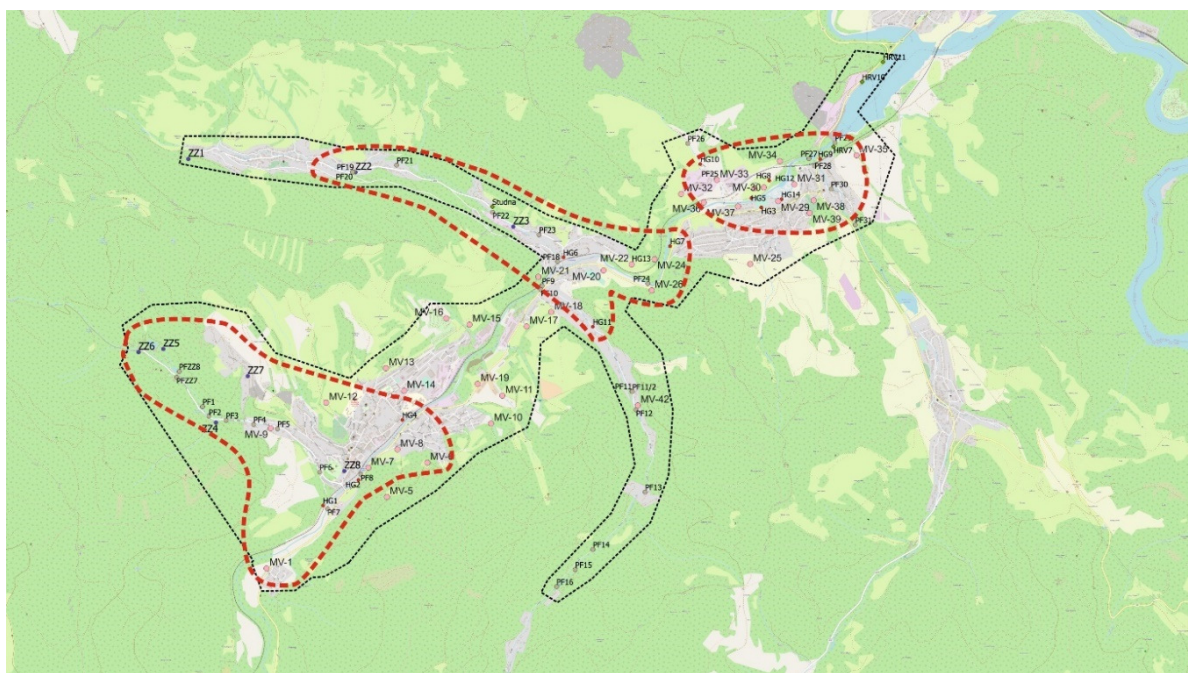 HRV11
HRV10
PF26
ZZ1
PF19
ZZ2
PF20
PF21
HG10
PF25
MV-33
MV-34
PF27
HG9
HRV7
MV-35
PF28
HG8
HG12
MV-31
MV-32
MV-30
PF30
HG5
HG14
MV-36
MV-37
HG3
MV-29
MV-38
MV-39
PF31
Studna
PF22
ZZ3
PF23
HG7
PF18
HG6
MV-22
HG13
MV-24
MV-25
MV-21
MV-20
PF9
PF10
PF24
MV-26
MV-16
MV-15
MV-18
MV-17
HG11
ZZ6
ZZ5
PFZZ8
PFZZ7
ZZ7
MV13
MV-14
MV-19
MV-11
MV-12
PF11
PF11/2
MV-42
PF12
PF1
PF2
PF3
ZZ4
PF4
MV-9
PF5
HG4
MV-10
MV-8
PF6
ZZ8
MV-7
MV-6
PF8
HG2
MV-5
HG1
PF7
PF13
MV-1
PF14
PF15
PF16